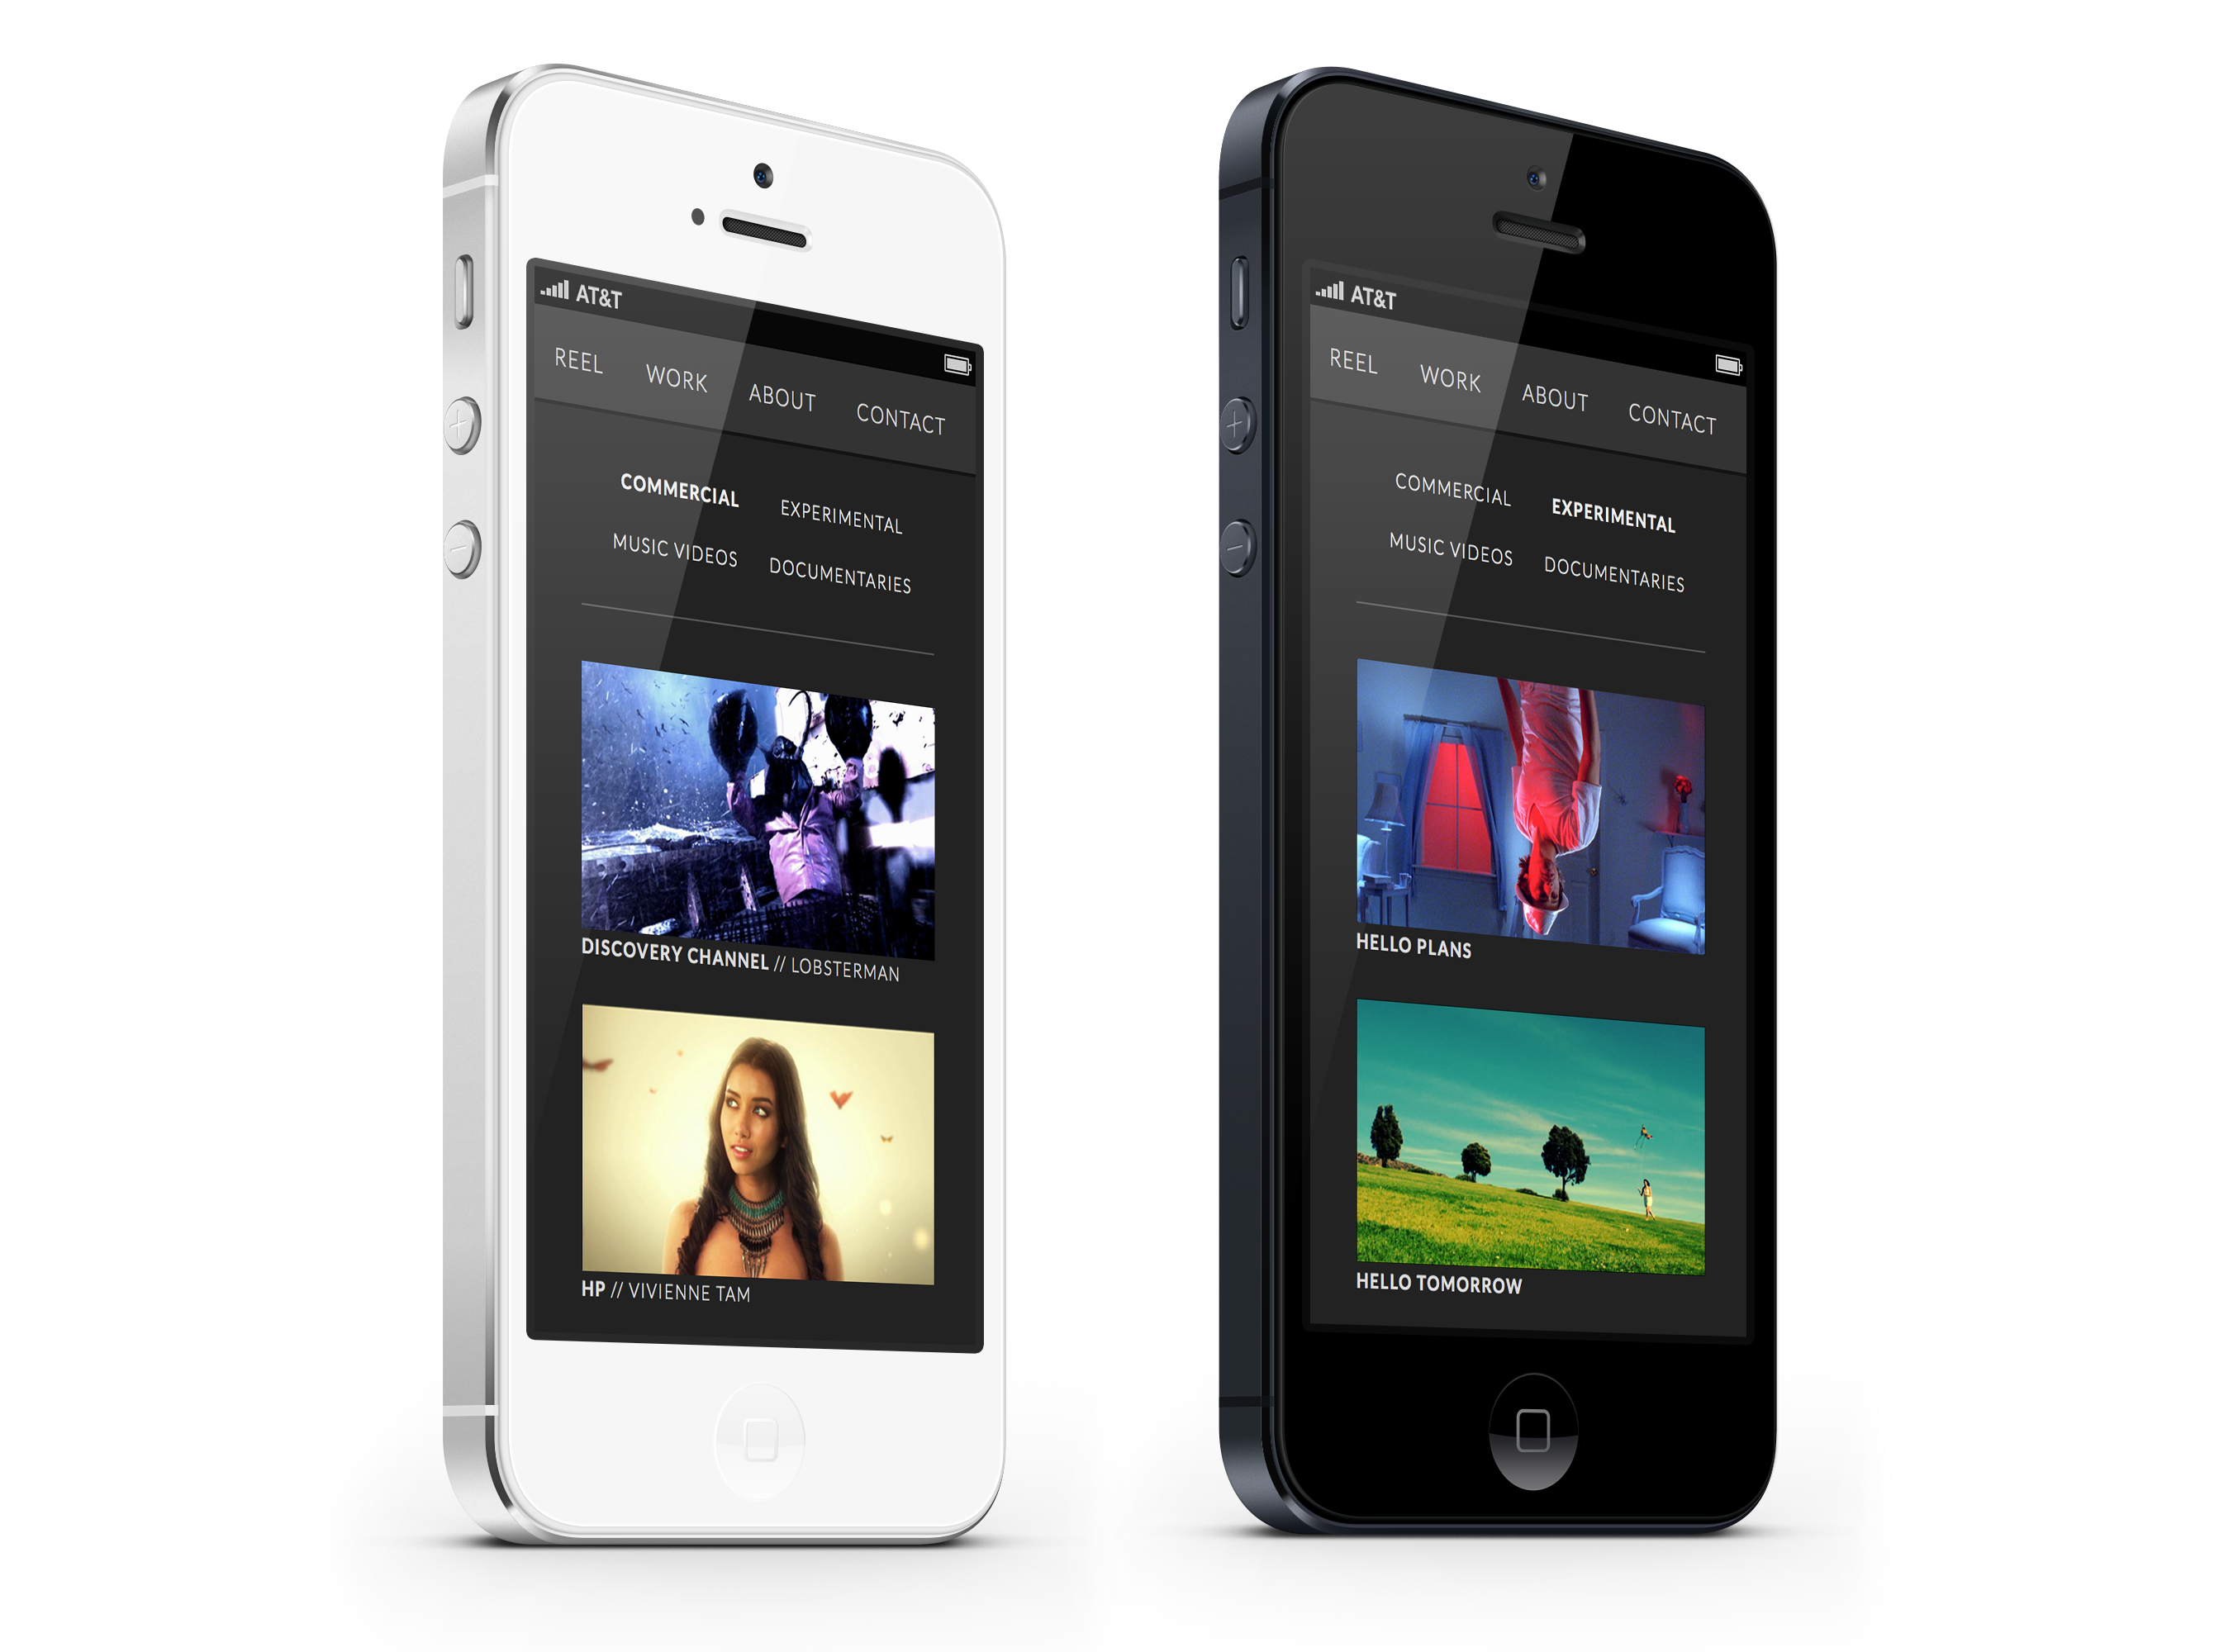 AT&T
REEL WORK ABOUT CONTACT
COMMERCIAL EXPERIMENTAL
MUSIC VIDEOS DOCUMENTARIES
DISCOVERY CHANNEL // LOBSTERMAN
HP // VIVIENNE TAM
AT&T
REEL WORK ABOUT CONTACT
COMMERCIAL EXPERIMENTAL
MUSIC VIDEOS DOCUMENTARIES
HELLO PLANS
HELLO TOMORROW